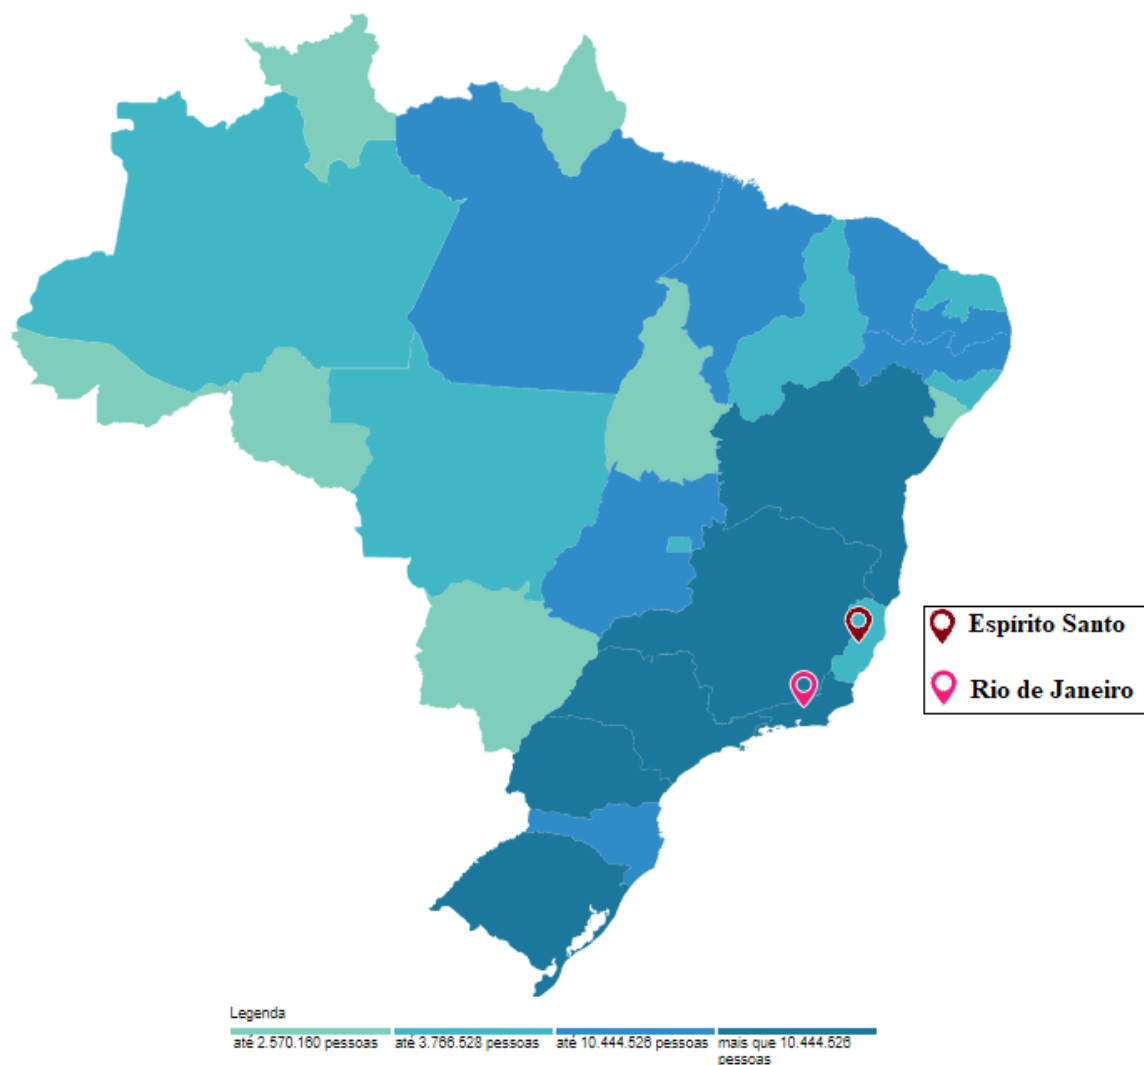 Espírito Santo
Rio de Janeiro
Legenda
até 2.570.160 pessoas
até 3.766.528 pessoas
até 10.444.526 pessoas
mais que 10.444.526
pessoas